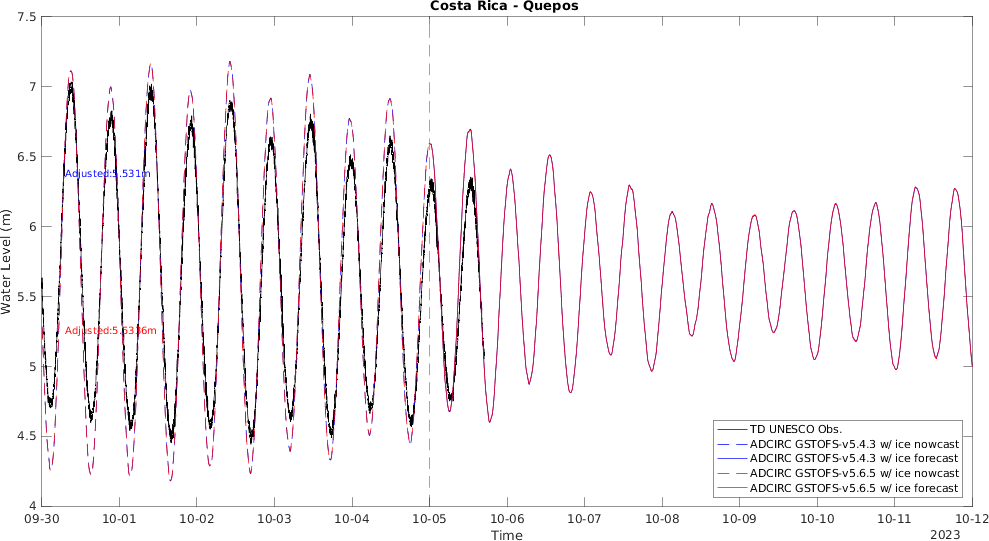 Costa Rica - Quepos
7.5
7
6.5
6
5.5
5
4.5
4
Water Level (m)
Adjusted:5.531m
Adjusted:5.6336m
TD UNESCO Obs.
ADCIRC GSTOFS-v5.4.3 w/ ice nowcast
ADCIRC GSTOFS-v5.4.3 w/ ice forecast
ADCIRC GSTOFS-v5.6.5 w/ ice nowcast
ADCIRC GSTOFS-v5.6.5 w/ ice forecast
09-30 10-01 10-02 10-03 10-04 10-05 10-06 10-07 10-08 10-09 10-10 10-11 10-12
Time
2023